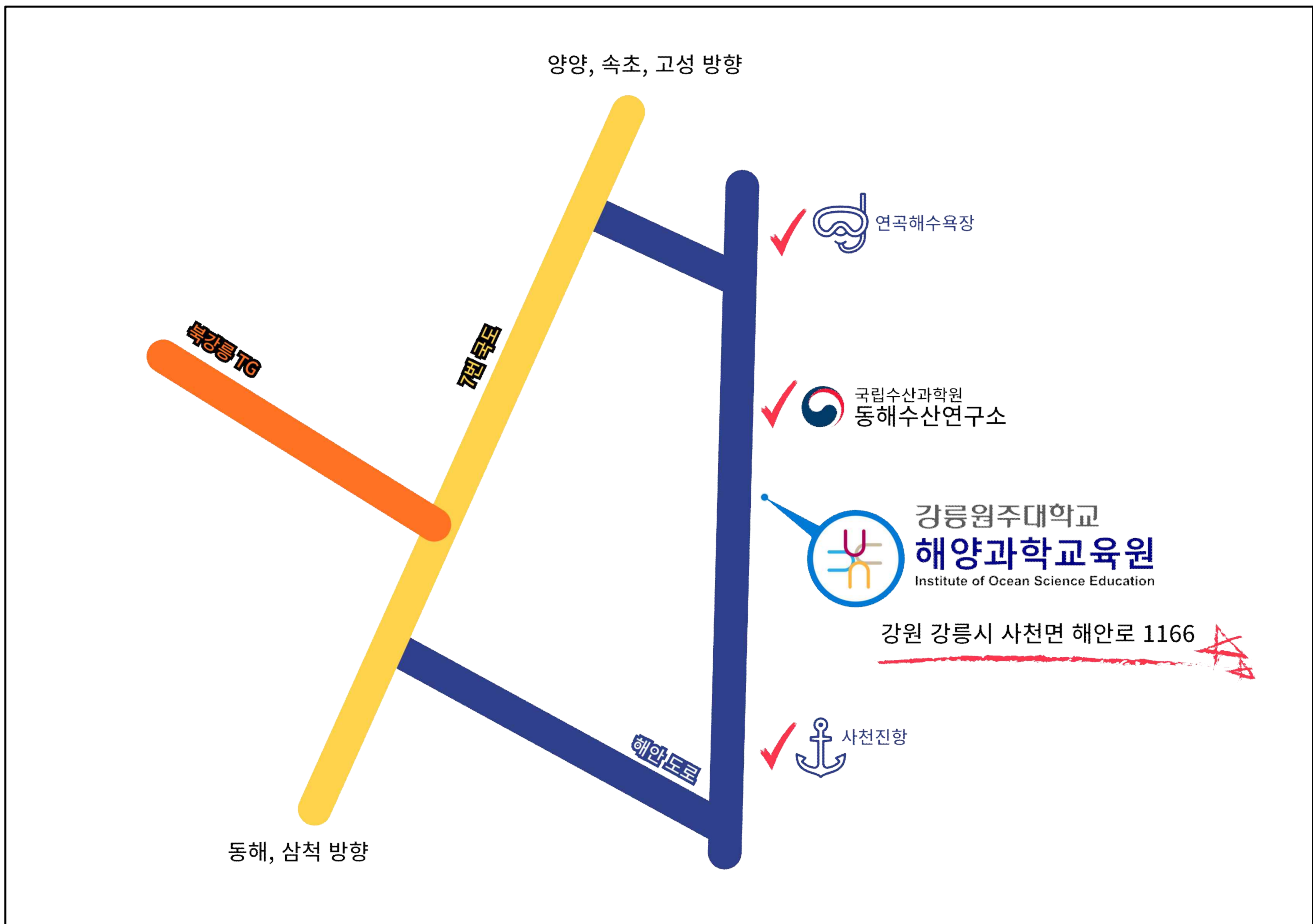 양양, 속초, 고성 방향
연곡해수욕장
북강릉 TG
7번 국도
국립수산과학원
동해수산연구소
강릉원주대학교
해양과학교육원
Institute of Ocean Science Education
강원 강릉시 사천면 해안로 1166
해안 도로
사천진항
동해, 삼척 방향